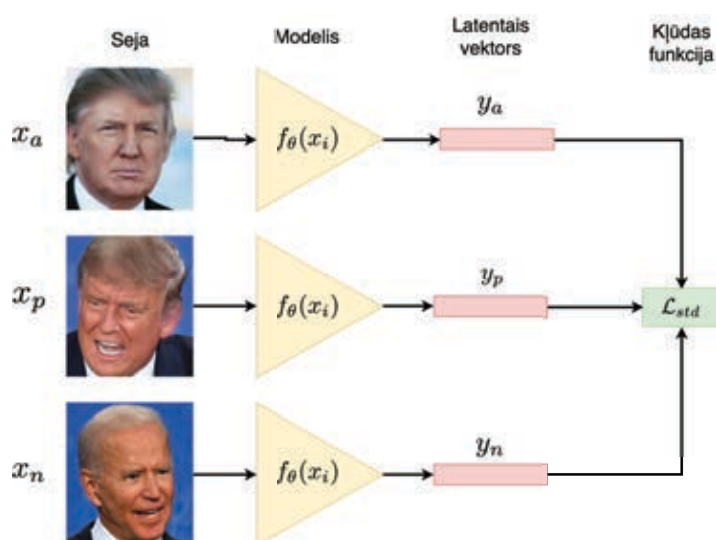 Seja
Modelis
Latentais vektors
Kļūdas funkcija
x_a
f_θ(x_i)
y_a
x_p
f_θ(x_i)
y_p
ℒ_std
x_n
f_θ(x_i)
y_n